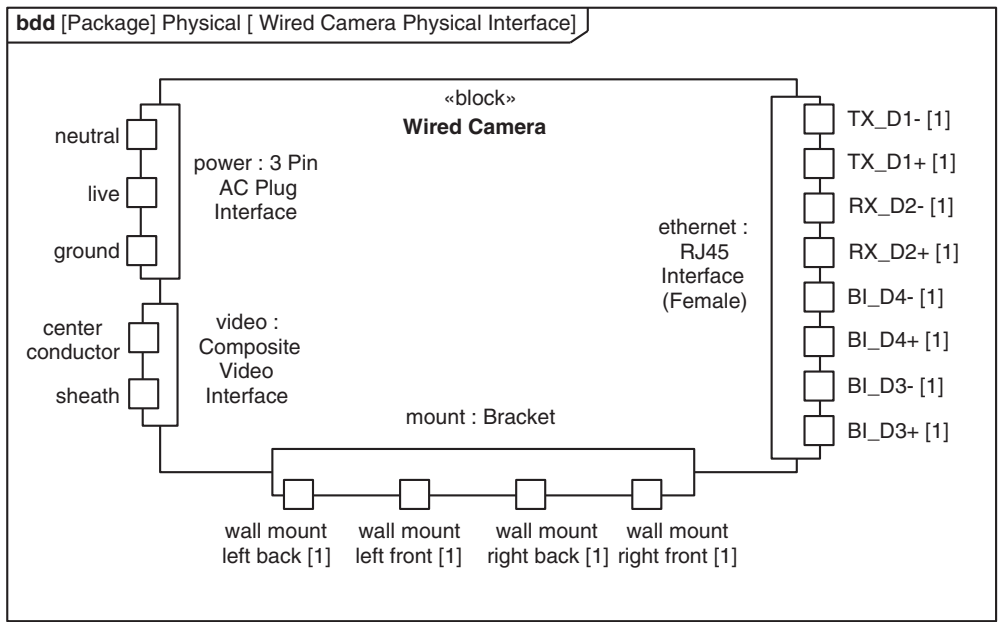 bdd [Package] Physical [ Wired Camera Physical Interface]
«block»
Wired Camera
neutral
live
ground
power : 3 Pin
AC Plug
Interface
center
conductor
sheath
video :
Composite
Video
Interface
mount : Bracket
wall mount
left back [1]
wall mount
left front [1]
wall mount
right back [1]
wall mount
right front [1]
ethernet :
RJ45
Interface
(Female)
TX_D1- [1]
TX_D1+ [1]
RX_D2- [1]
RX_D2+ [1]
BI_D4- [1]
BI_D4+ [1]
BI_D3- [1]
BI_D3+ [1]